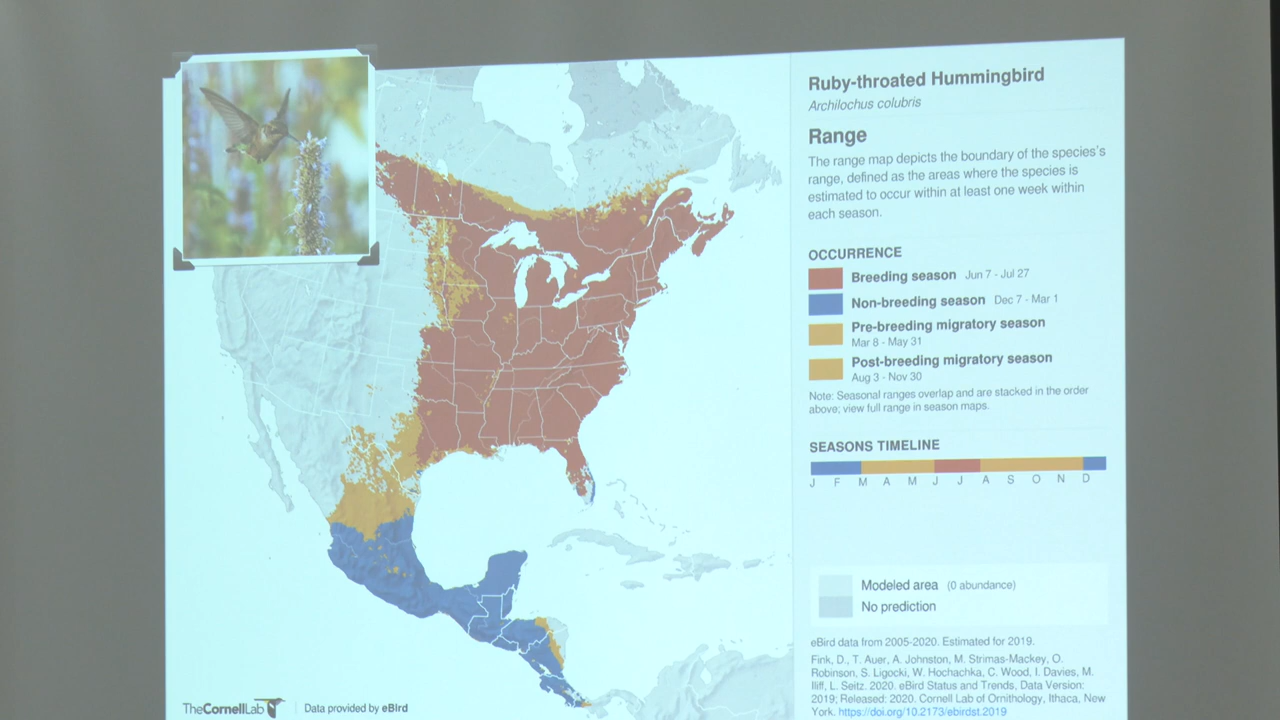 Ruby-throated Hummingbird
Archilochus colubris
Range
The range map depicts the boundary of the species's
range, defined as the areas where the species is
estimated to occur within at least one week within
each season.
OCCURRENCE
Breeding season Jun 7 - Jul 27
Non-breeding season Dec 7 - Mar 1
Pre-breeding migratory season
Mar 8 - May 31
Post-breeding migratory season
Aug 3 - Nov 30
Note: Seasonal ranges overlap and are stacked in the order
above; view full range in season maps.
SEASONS TIMELINE
J F M A M J J A S O N D
Modeled area (0 abundance)
No prediction
eBird data from 2005-2020. Estimated for 2019.
Fink, D., T. Auer, A. Johnston, M. Strimas-Mackey, O.
Robinson, S. Ligocki, W. Hochachka, C. Wood, I. Davies, M.
Iliff, L. Seitz. 2020. eBird Status and Trends, Data Version:
2019; Released: 2020. Cornell Lab of Ornithology, Ithaca, New
York. https://doi.org/10.2173/ebirdst.2019
TheCornellLab Data provided by eBird